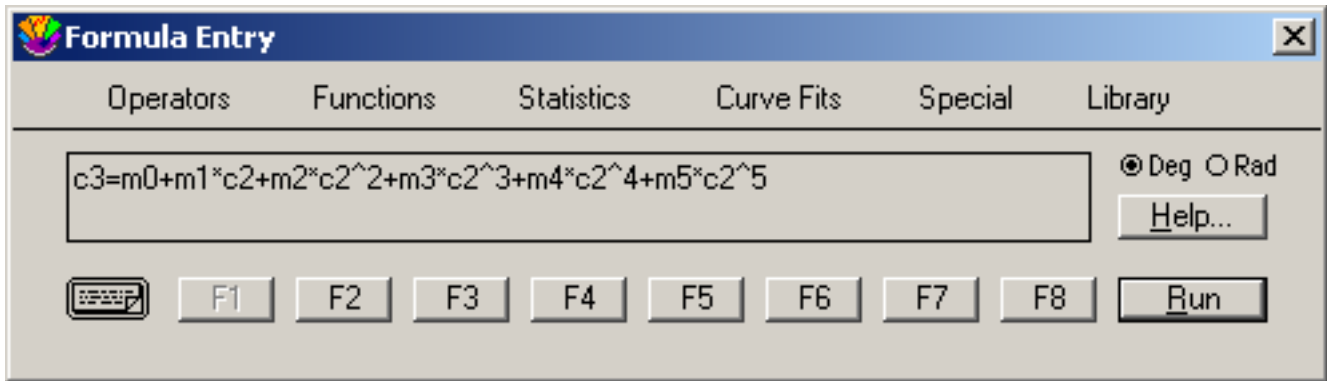 Formula Entry
Operators Functions Statistics Curve Fits Special Library
c3=m0+m1*c2+m2*c2^2+m3*c2^3+m4*c2^4+m5*c2^5
Deg Rad
Help...
F1 F2 F3 F4 F5 F6 F7 F8 Run